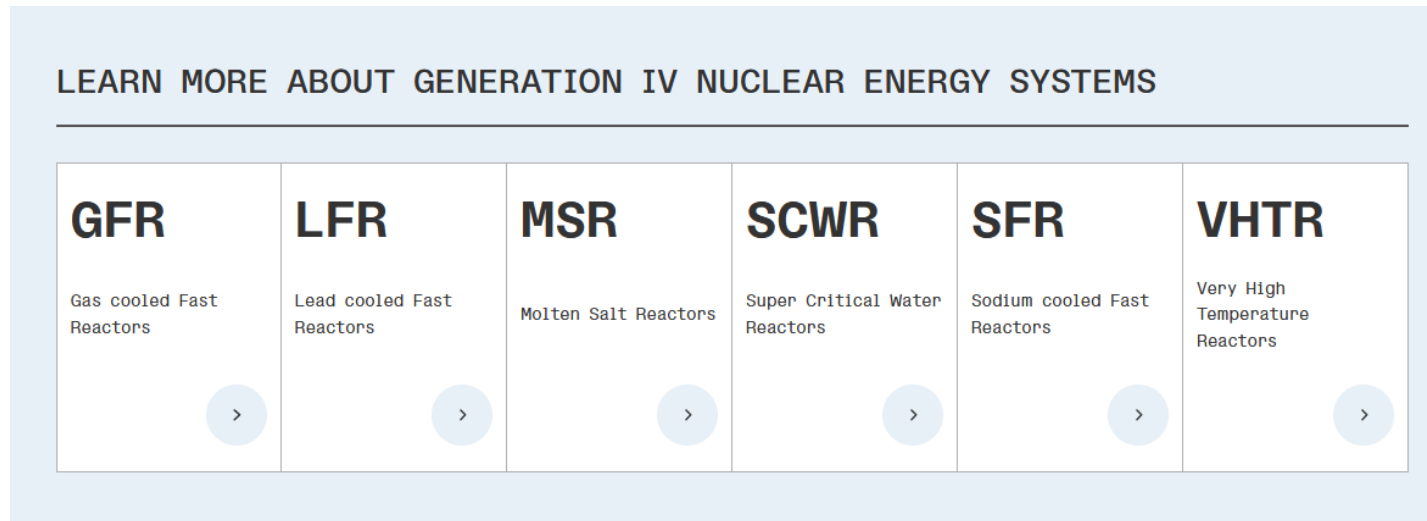 LEARN MORE ABOUT GENERATION IV NUCLEAR ENERGY SYSTEMS
GFR
Gas cooled Fast
Reactors
LFR
Lead cooled Fast
Reactors
MSR
Molten Salt Reactors
SCWR
Super Critical Water
Reactors
SFR
Sodium cooled Fast
Reactors
VHTR
Very High
Temperature
Reactors